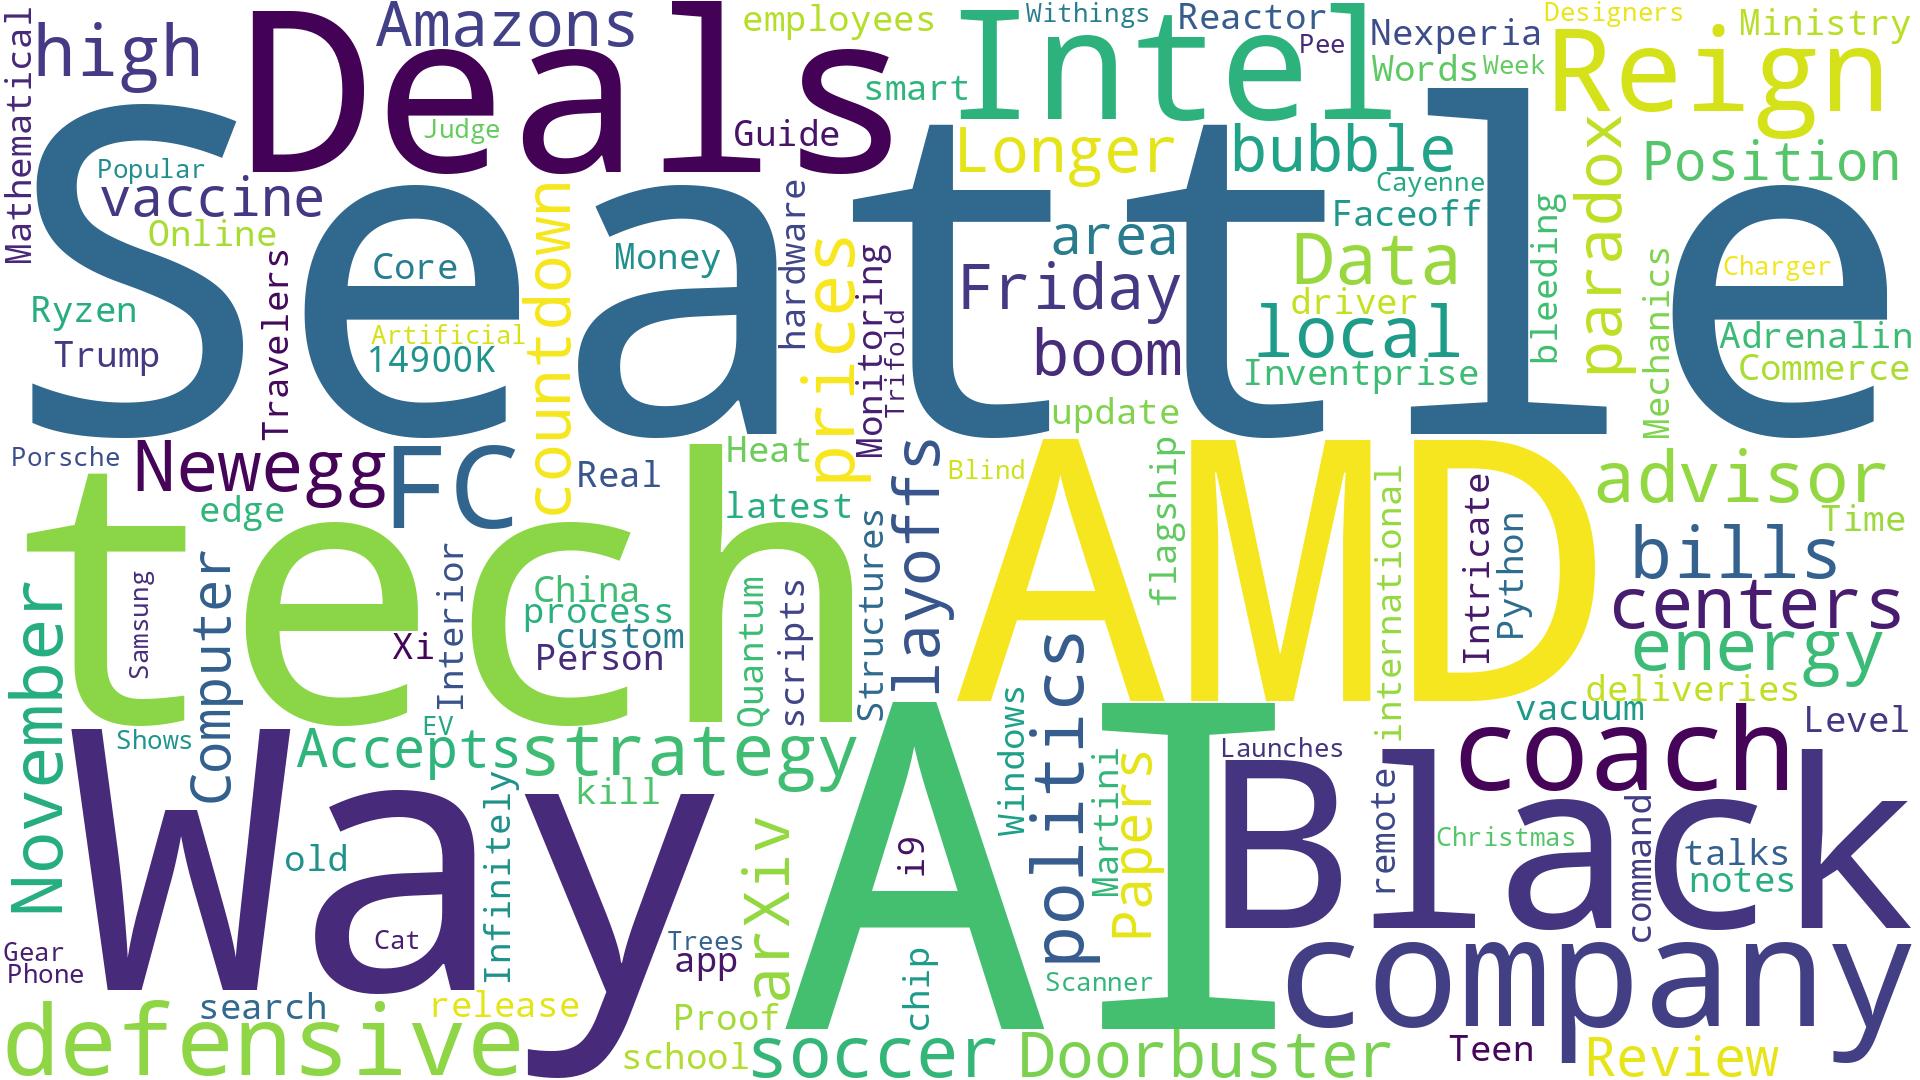 Mathematical
high
Deals
Amazons
employees
Intel
Withings
Reactor
Pee
Nexperia
Designers
Ministry
Words
Week
Reign
smart
Judge
Guide
Seattle
Longer
bubble
paradox
Position
Popular
vaccine
Online
countdown
hardware
Cayenne
Faceoff
bleeding
area
Travelers
Core
Money
prices
Monitoring
Friday
Data
driver
local
Mechanics
Charger
Ryzen
Trump
Artificial
14900K
Trifold
boom
Inventprise
Adrenalin
Commerce
update
Porsche
Newegg
FC
Real
Heat
latest
layoffs
Blind
AMD
flagship
international
Intricate
Python
advisor
Time
edge
tech
bills
centers
energy
November
Samsung
Computer
Xi
Interior
China
process
custom
Person
Quantum
scripts
Structures
deliveries
vacuum
Level
Shows
EV
Accepts
strategy
kill
Windows
politics
Martini
Papers
Launches
Black
coach
remote
Christmas
command
talks
notes
Way
old
Infinitely
arXiv
AI
i9
Cat
Gear
Phone
Trees
app
chip
Scanner
company
search
release
defensive
Proof
school
soccer
Doorbuster
Teen
Review